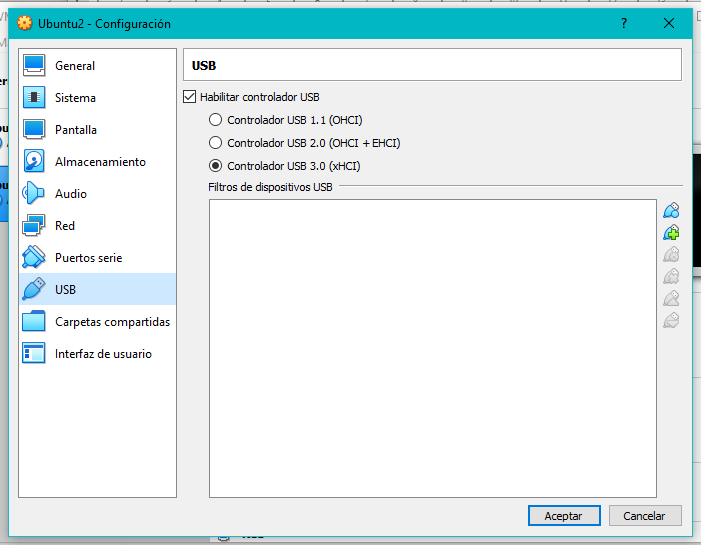 Ubuntu2 - Configuración
?
General
Sistema
Pantalla
Almacenamiento
Audio
Red
Puertos serie
USB
Carpetas compartidas
Interfaz de usuario
USB
Habilitar controlador USB
Controlador USB 1.1 (OHCI)
Controlador USB 2.0 (OHCI + EHCI)
Controlador USB 3.0 (xHCI)
Filtros de dispositivos USB
Aceptar
Cancelar